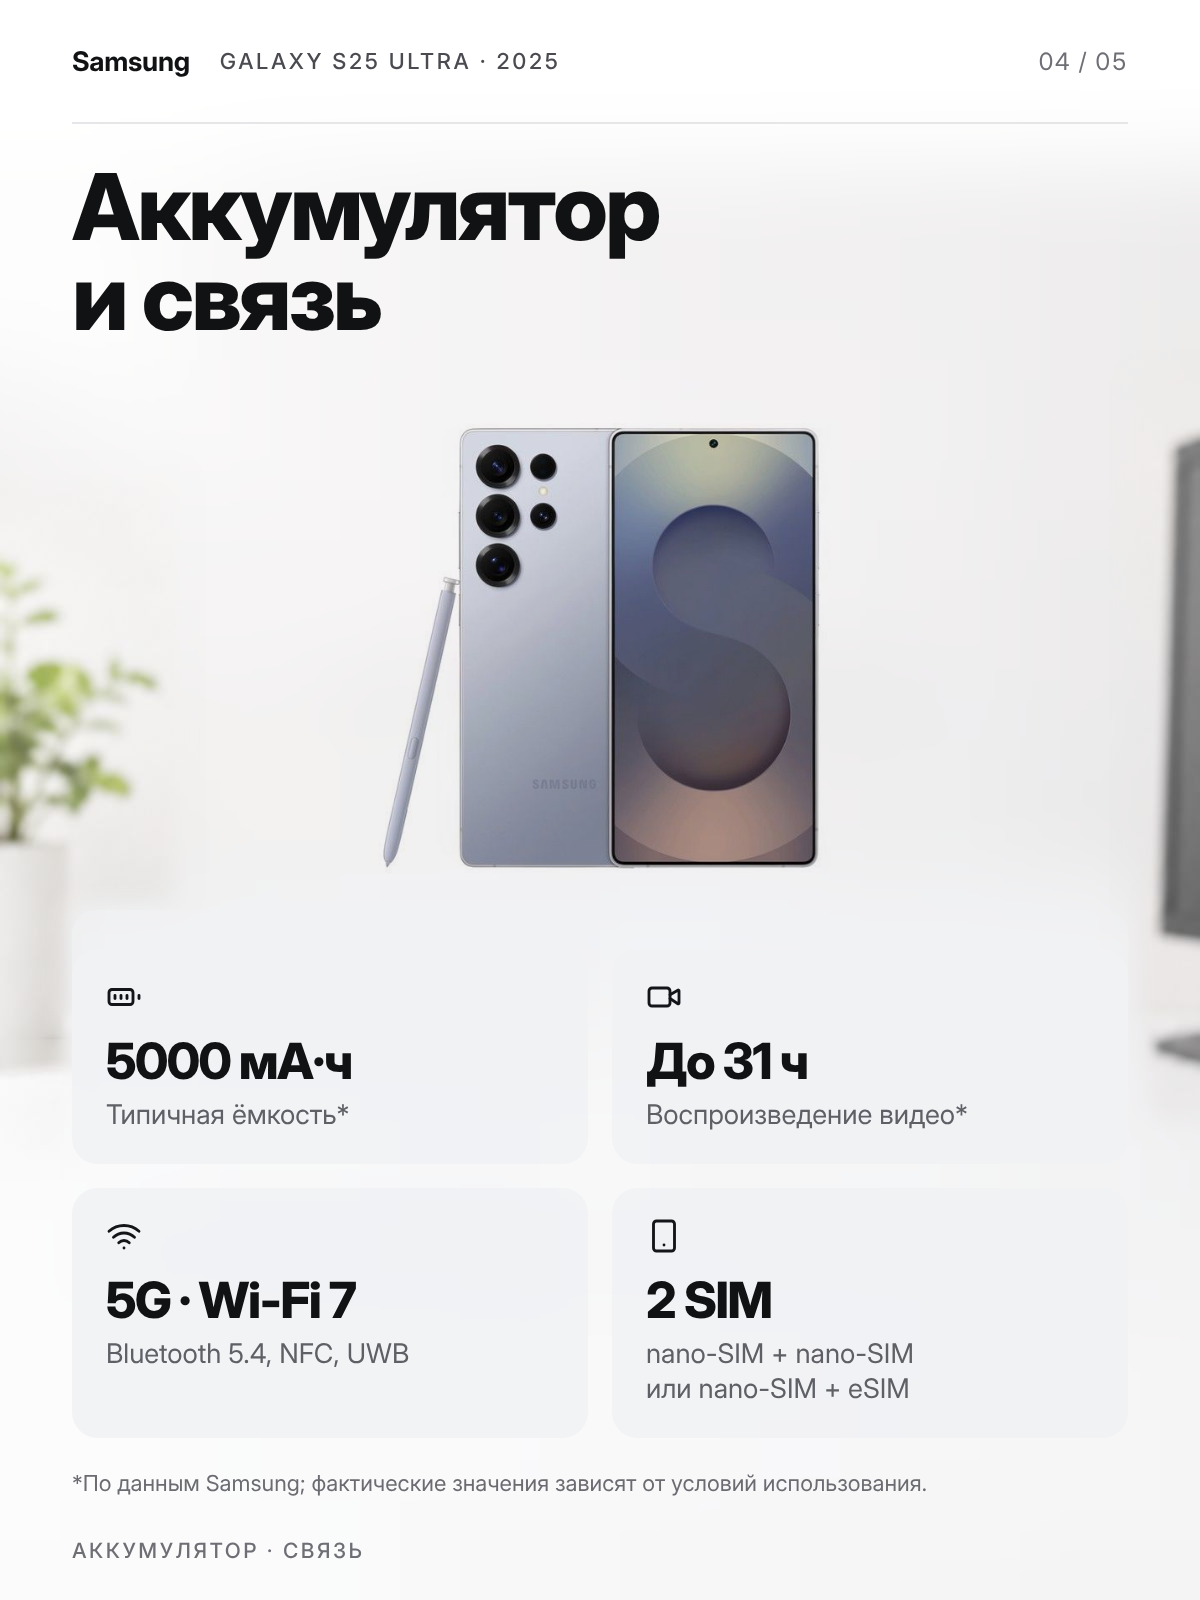 Samsung GALAXY S25 ULTRA · 2025 04 / 05
Аккумулятор
и связь
SAMSUNG
5000 мА·ч
Типичная ёмкость*
До 31 ч
Воспроизведение видео*
5G · Wi-Fi 7
Bluetooth 5.4, NFC, UWB
2 SIM
nano-SIM + nano-SIM
или nano-SIM + eSIM
*По данным Samsung; фактические значения зависят от условий использования.
АККУМУЛЯТОР · СВЯЗЬ